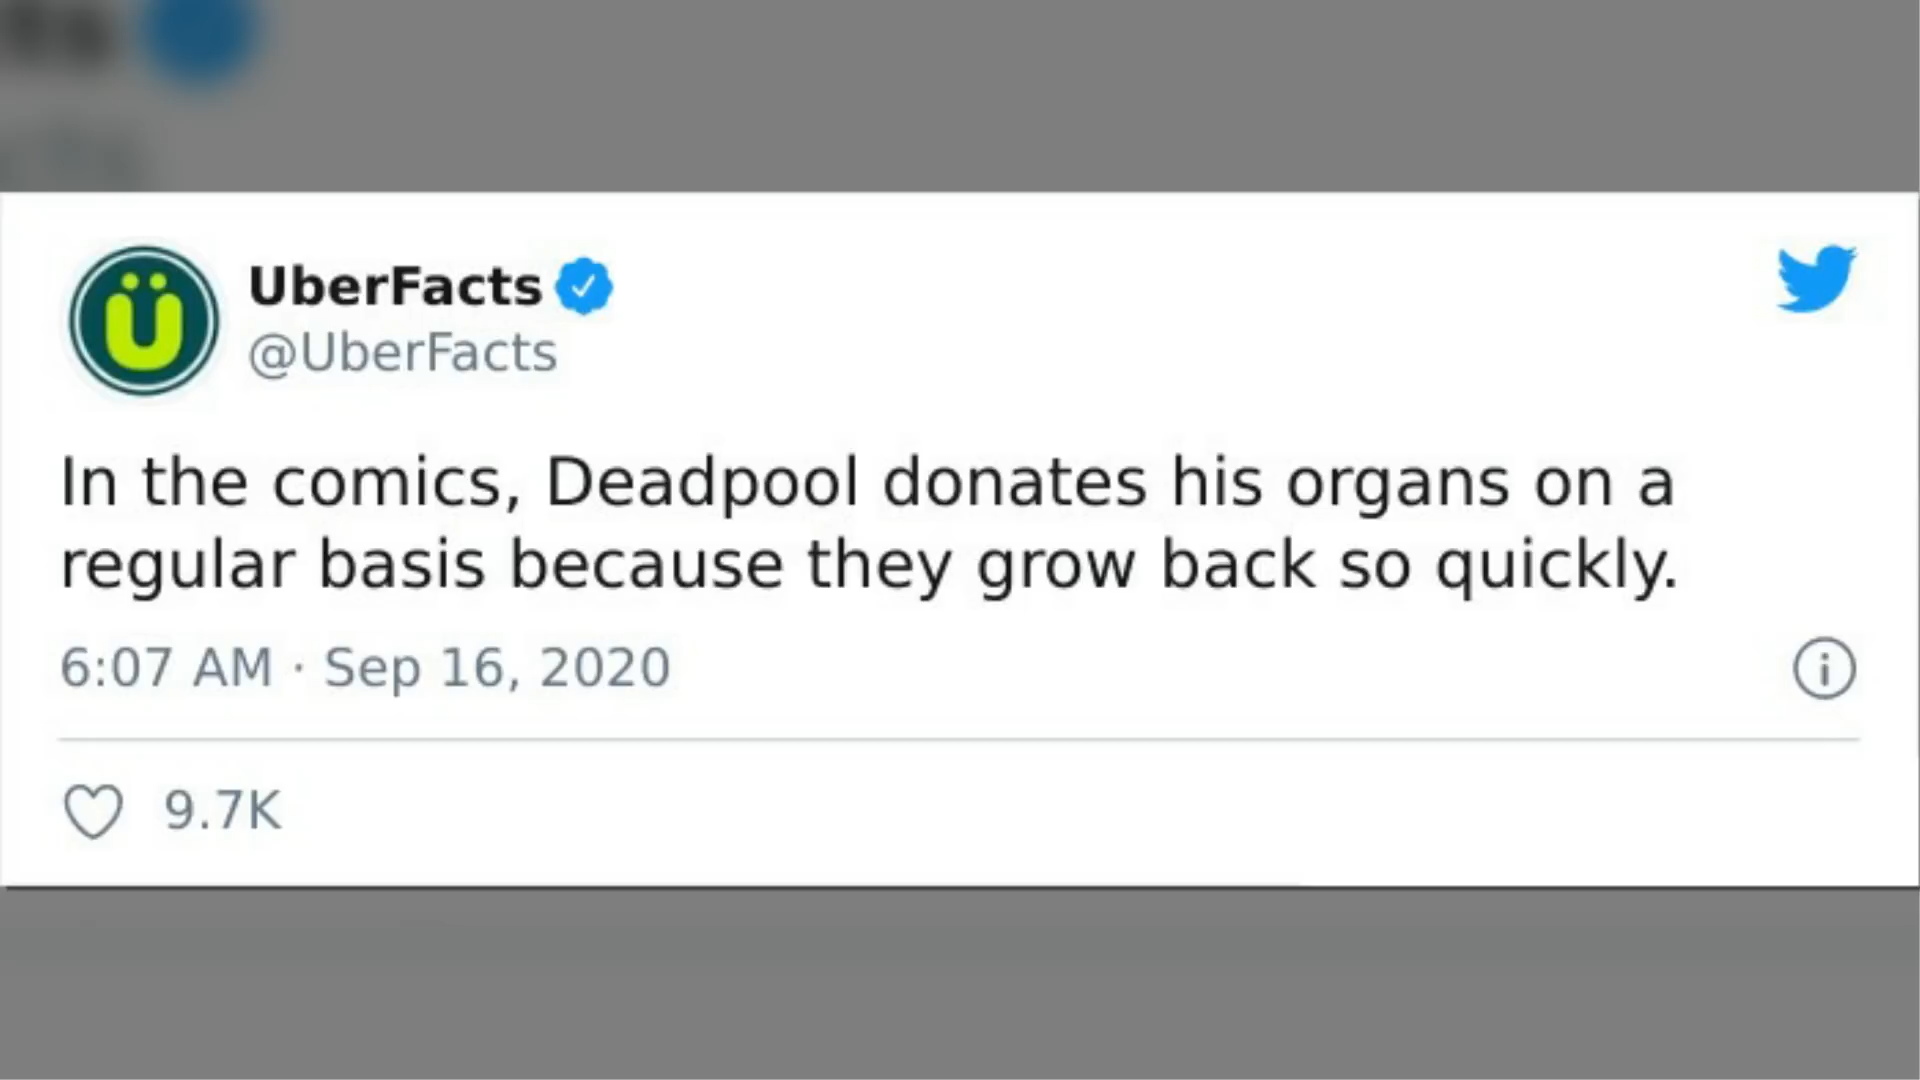 UberFacts
@UberFacts
In the comics, Deadpool donates his organs on a
regular basis because they grow back so quickly.
6:07 AM · Sep 16, 2020
9.7K